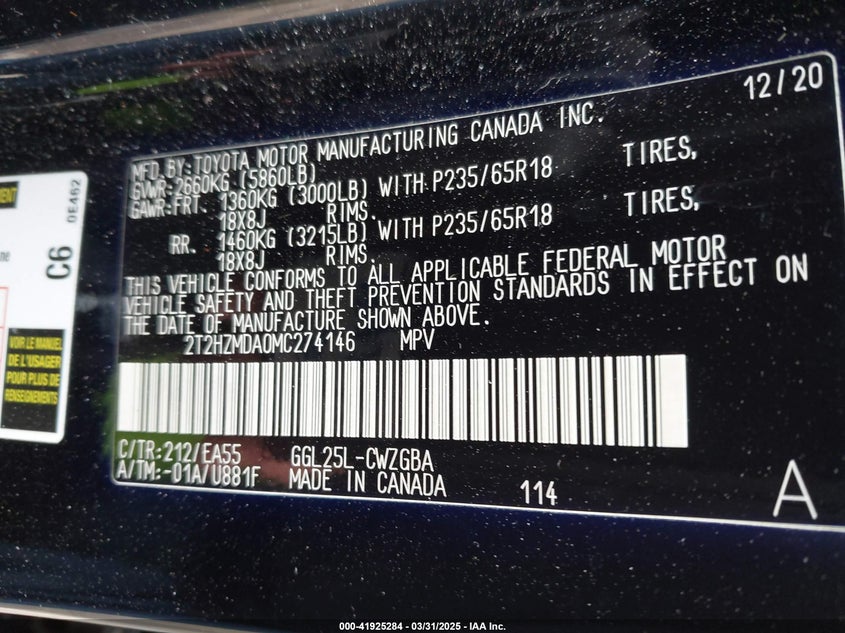 12/20
MFD.BY:TOYOTA MOTOR MANUFACTURING CANADA INC.
GVWR:2660KG (5860LB)
GAWR:FRT. 1360KG (3000LB) WITH P235/65R18 TIRES,
18X8J RIMS.
RR. 1460KG (3215LB) WITH P235/65R18 TIRES,
18X8J RIMS.
THIS VEHICLE CONFORMS TO ALL APPLICABLE FEDERAL MOTOR
VEHICLE SAFETY AND THEFT PREVENTION STANDARDS IN EFFECT ON
THE DATE OF MANUFACTURE SHOWN ABOVE.
2T2HZMDA0MC274146 MPV
C/TR:212/EA55 GGL25L-CWZGBA
A/TM:-01A/U881F MADE IN CANADA 114
A
C6
0E462
VOIR LE MANUEL
DE L'USAGER
POUR PLUS DE
RENSEIGNEMENTS
000-41925284 - 03/31/2025 - IAA Inc.